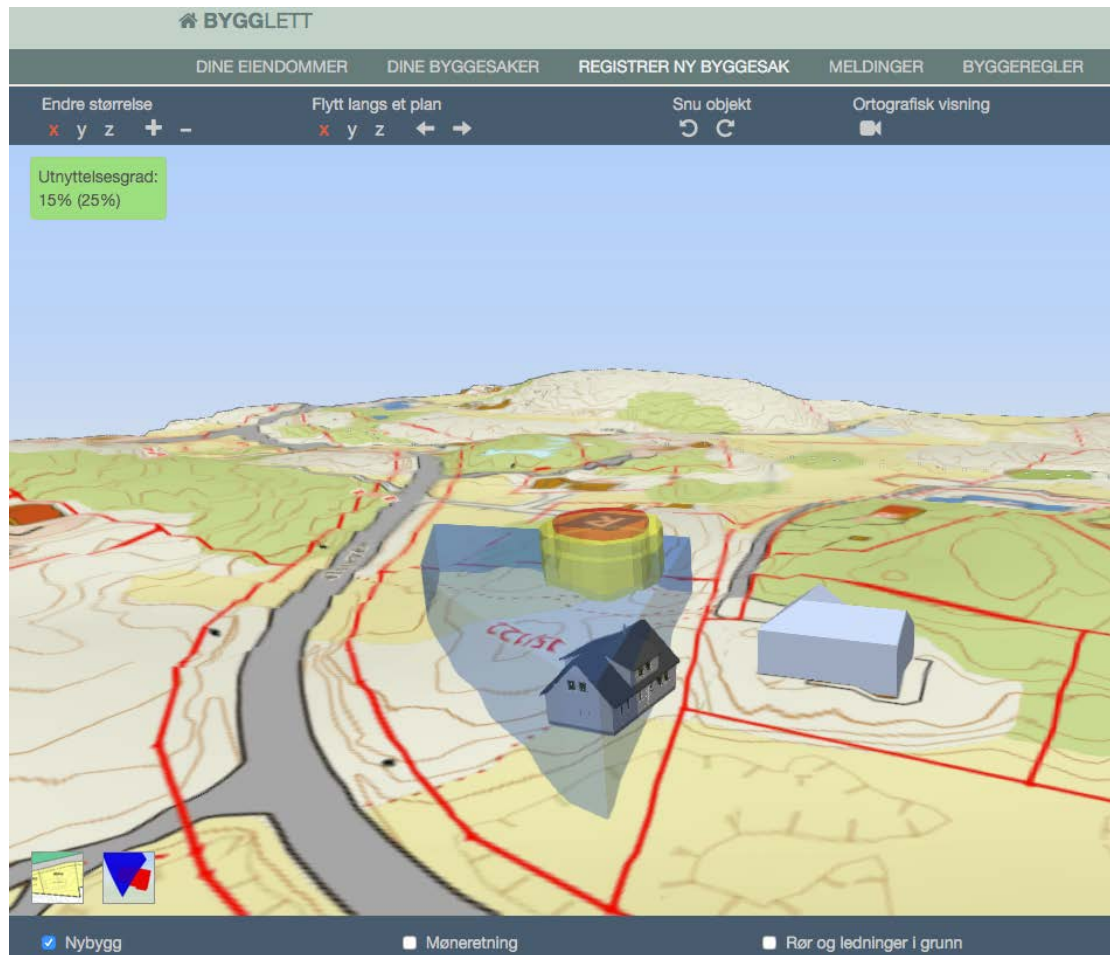 BYGGLETT
DINE EIENDOMMER DINE BYGGESAKER REGISTRER NY BYGGESAK MELDINGER BYGGEREGLER
Endre størrelse Flytt langs et plan Snu objekt Ortografisk visning
x y z + – x y z
Utnyttelsesgrad:
15% (25%)
R
Nybygg Møneretning Rør og ledninger i grunn